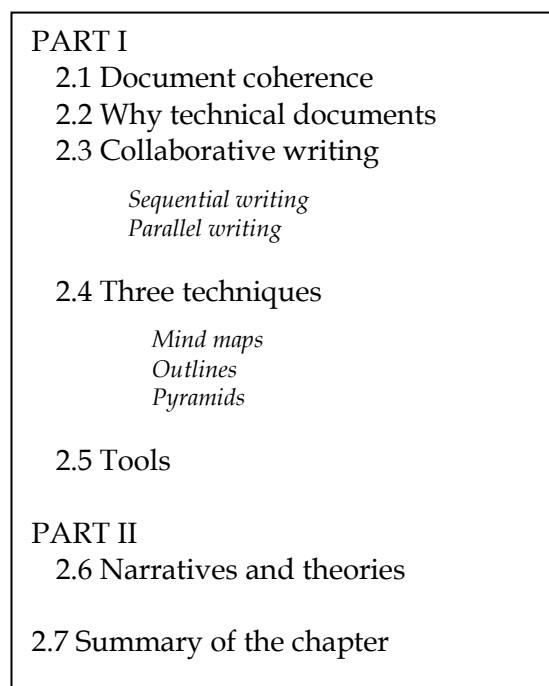 PART I
2.1 Document coherence
2.2 Why technical documents
2.3 Collaborative writing
Sequential writing
Parallel writing
2.4 Three techniques
Mind maps
Outlines
Pyramids
2.5 Tools
PART II
2.6 Narratives and theories
2.7 Summary of the chapter